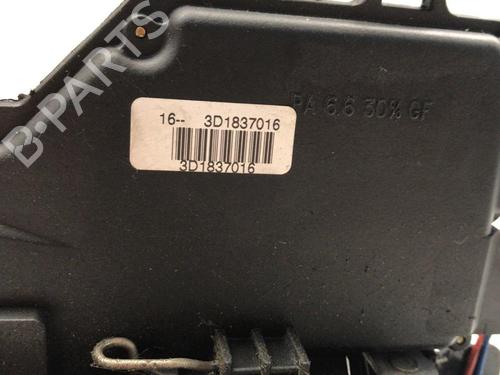 B-PARTS
16-- 3D1837016
3D1837016
PA 6.6 30% GF